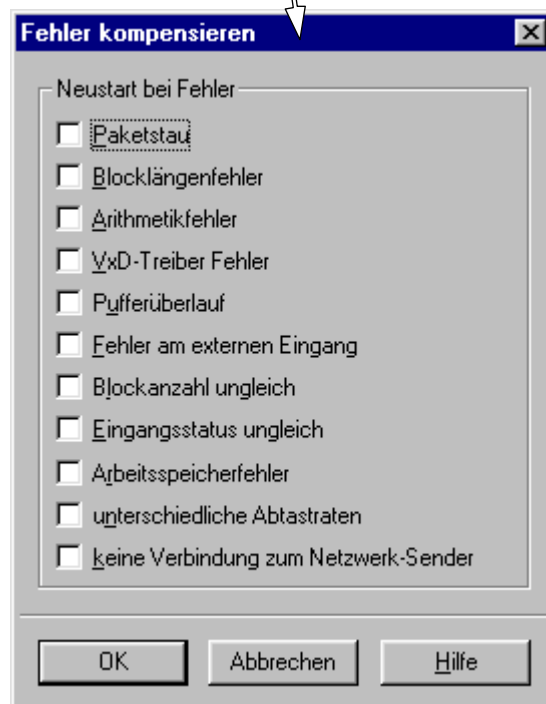 Fehler kompensieren
Neustart bei Fehler
Paketstau
Blocklängenfehler
Arithmetikfehler
VxD-Treiber Fehler
Pufferüberlauf
Fehler am externen Eingang
Blockanzahl ungleich
Eingangsstatus ungleich
Arbeitsspeicherfehler
unterschiedliche Abtastraten
keine Verbindung zum Netzwerk-Sender
OK Abbrechen Hilfe